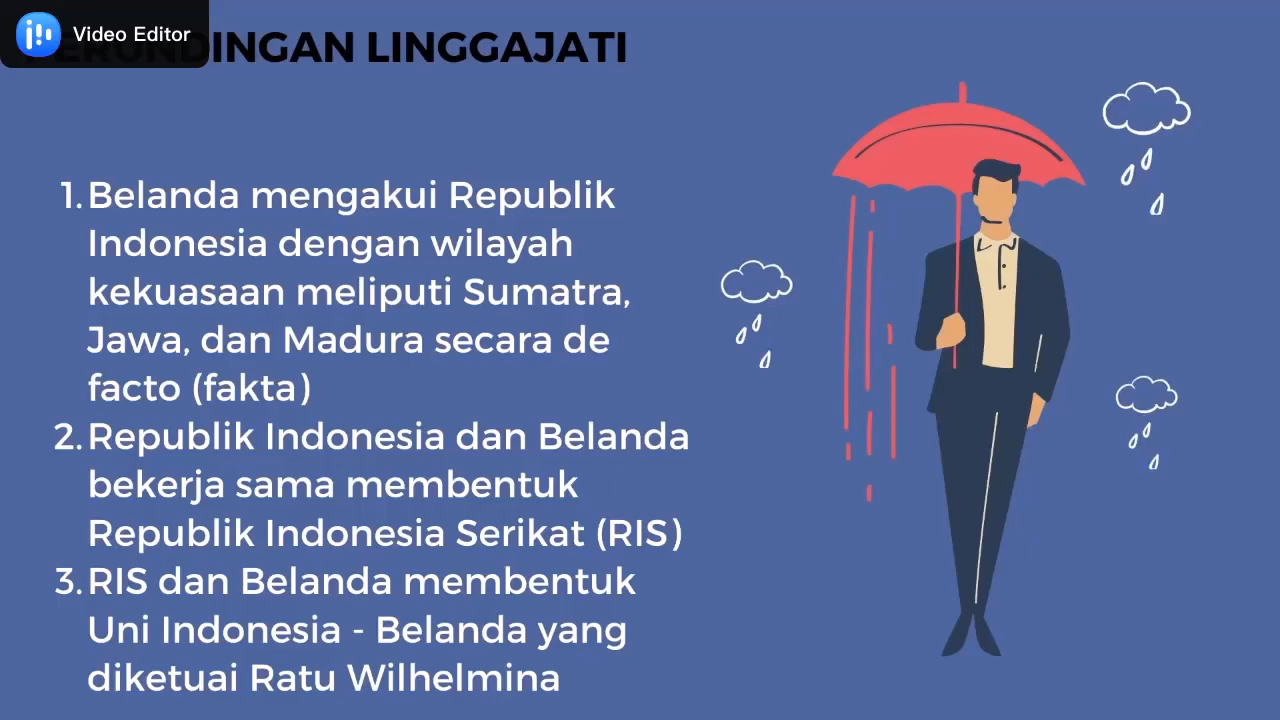 Video Editor
PERUNDINGAN LINGGAJATI
1. Belanda mengakui Republik
Indonesia dengan wilayah
kekuasaan meliputi Sumatra,
Jawa, dan Madura secara de
facto (fakta)
2. Republik Indonesia dan Belanda
bekerja sama membentuk
Republik Indonesia Serikat (RIS)
3. RIS dan Belanda membentuk
Uni Indonesia - Belanda yang
diketuai Ratu Wilhelmina